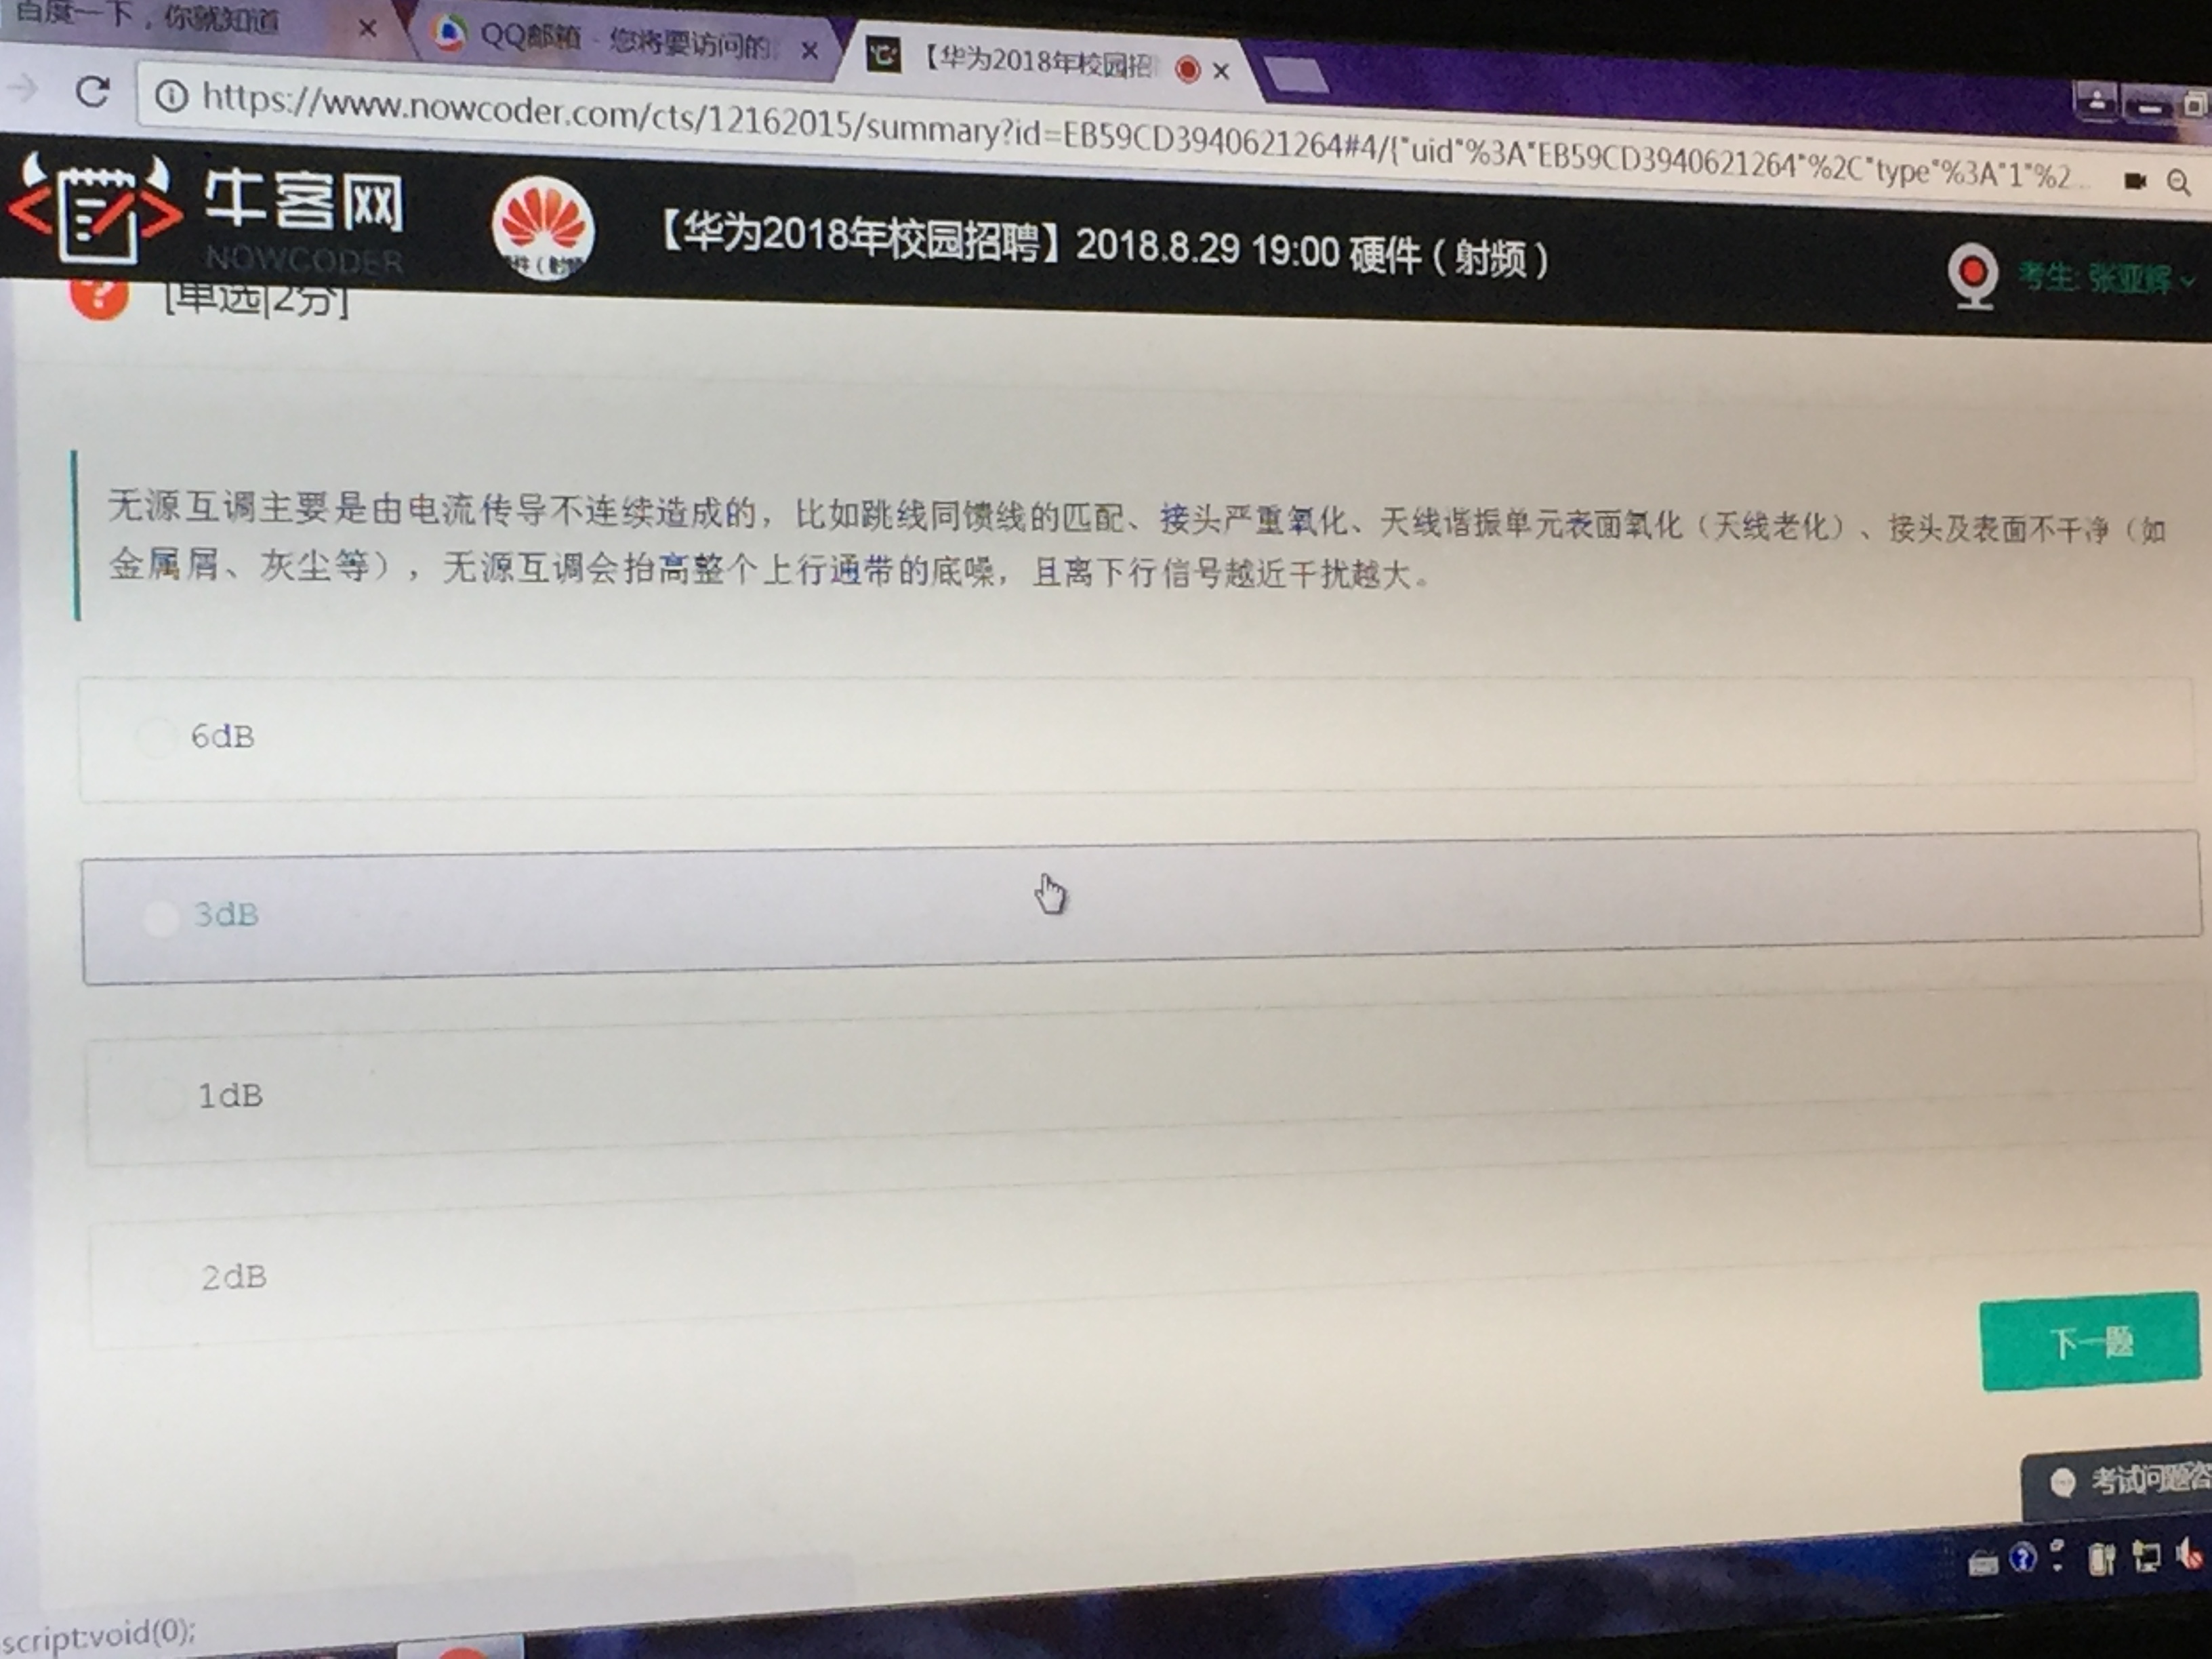 百度一下，你就知道
QQ邮箱 - 您将要访问的
【华为2018年校园招
https://www.nowcoder.com/cts/12162015/summary?id=EB59CD3940621264#4/{"uid"%3A"EB59CD3940621264"%2C"type"%3A"1"%2...
牛客网
NOWCODER
【华为2018年校园招聘】2018.8.29 19:00 硬件（射频）
考生: 张亚辉
[单选|2分]
无源互调主要是由电流传导不连续造成的，比如跳线同馈线的匹配、接头严重氧化、天线谐振单元表面氧化（天线老化）、接头及表面不干净（如
金属屑、灰尘等），无源互调会抬高整个上行通带的底噪，且离下行信号越近干扰越大。
6dB
3dB
1dB
2dB
下一题
考试问题咨
script:void(0);